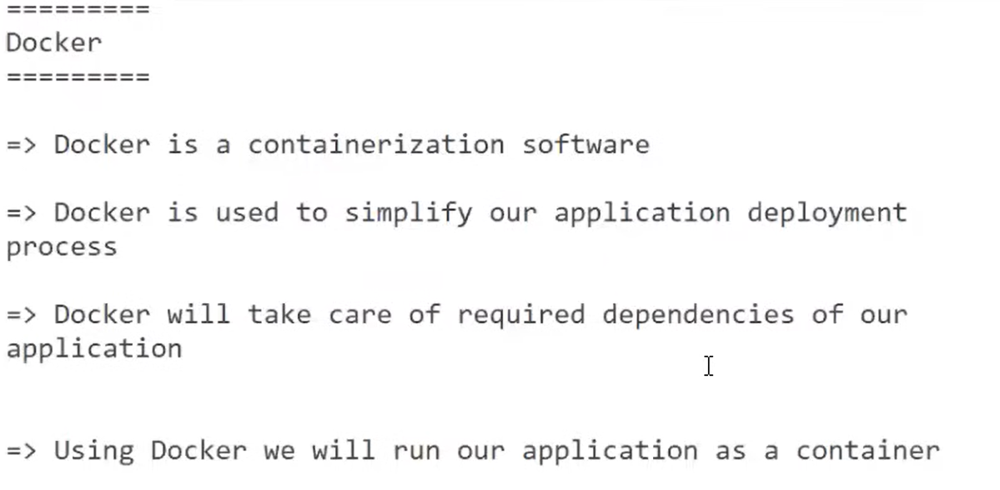 =========
Docker
=========
=> Docker is a containerization software
=> Docker is used to simplify our application deployment
process
=> Docker will take care of required dependencies of our
application
=> Using Docker we will run our application as a container